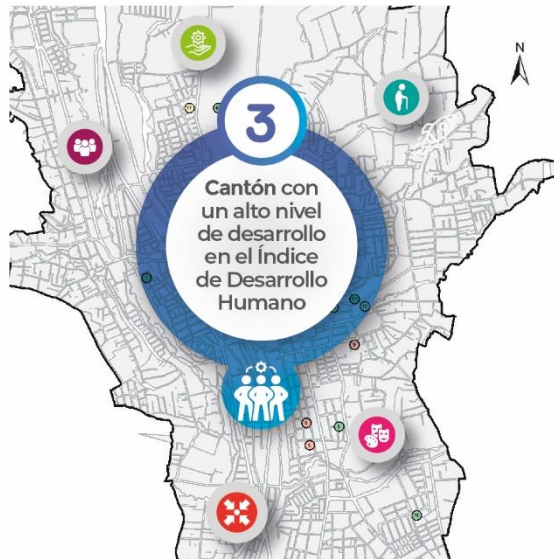 N
3
Cantón con
un alto nivel
de desarrollo
en el Índice
de Desarrollo
Humano